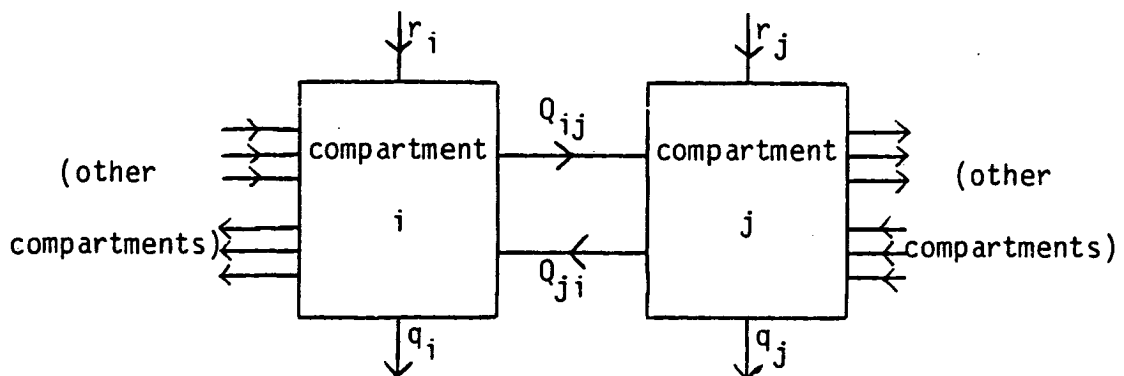 r_i
r_j
Q_ij
compartment
compartment
(other
(other
i
j
compartments)
compartments)
Q_ji
q_i
q_j